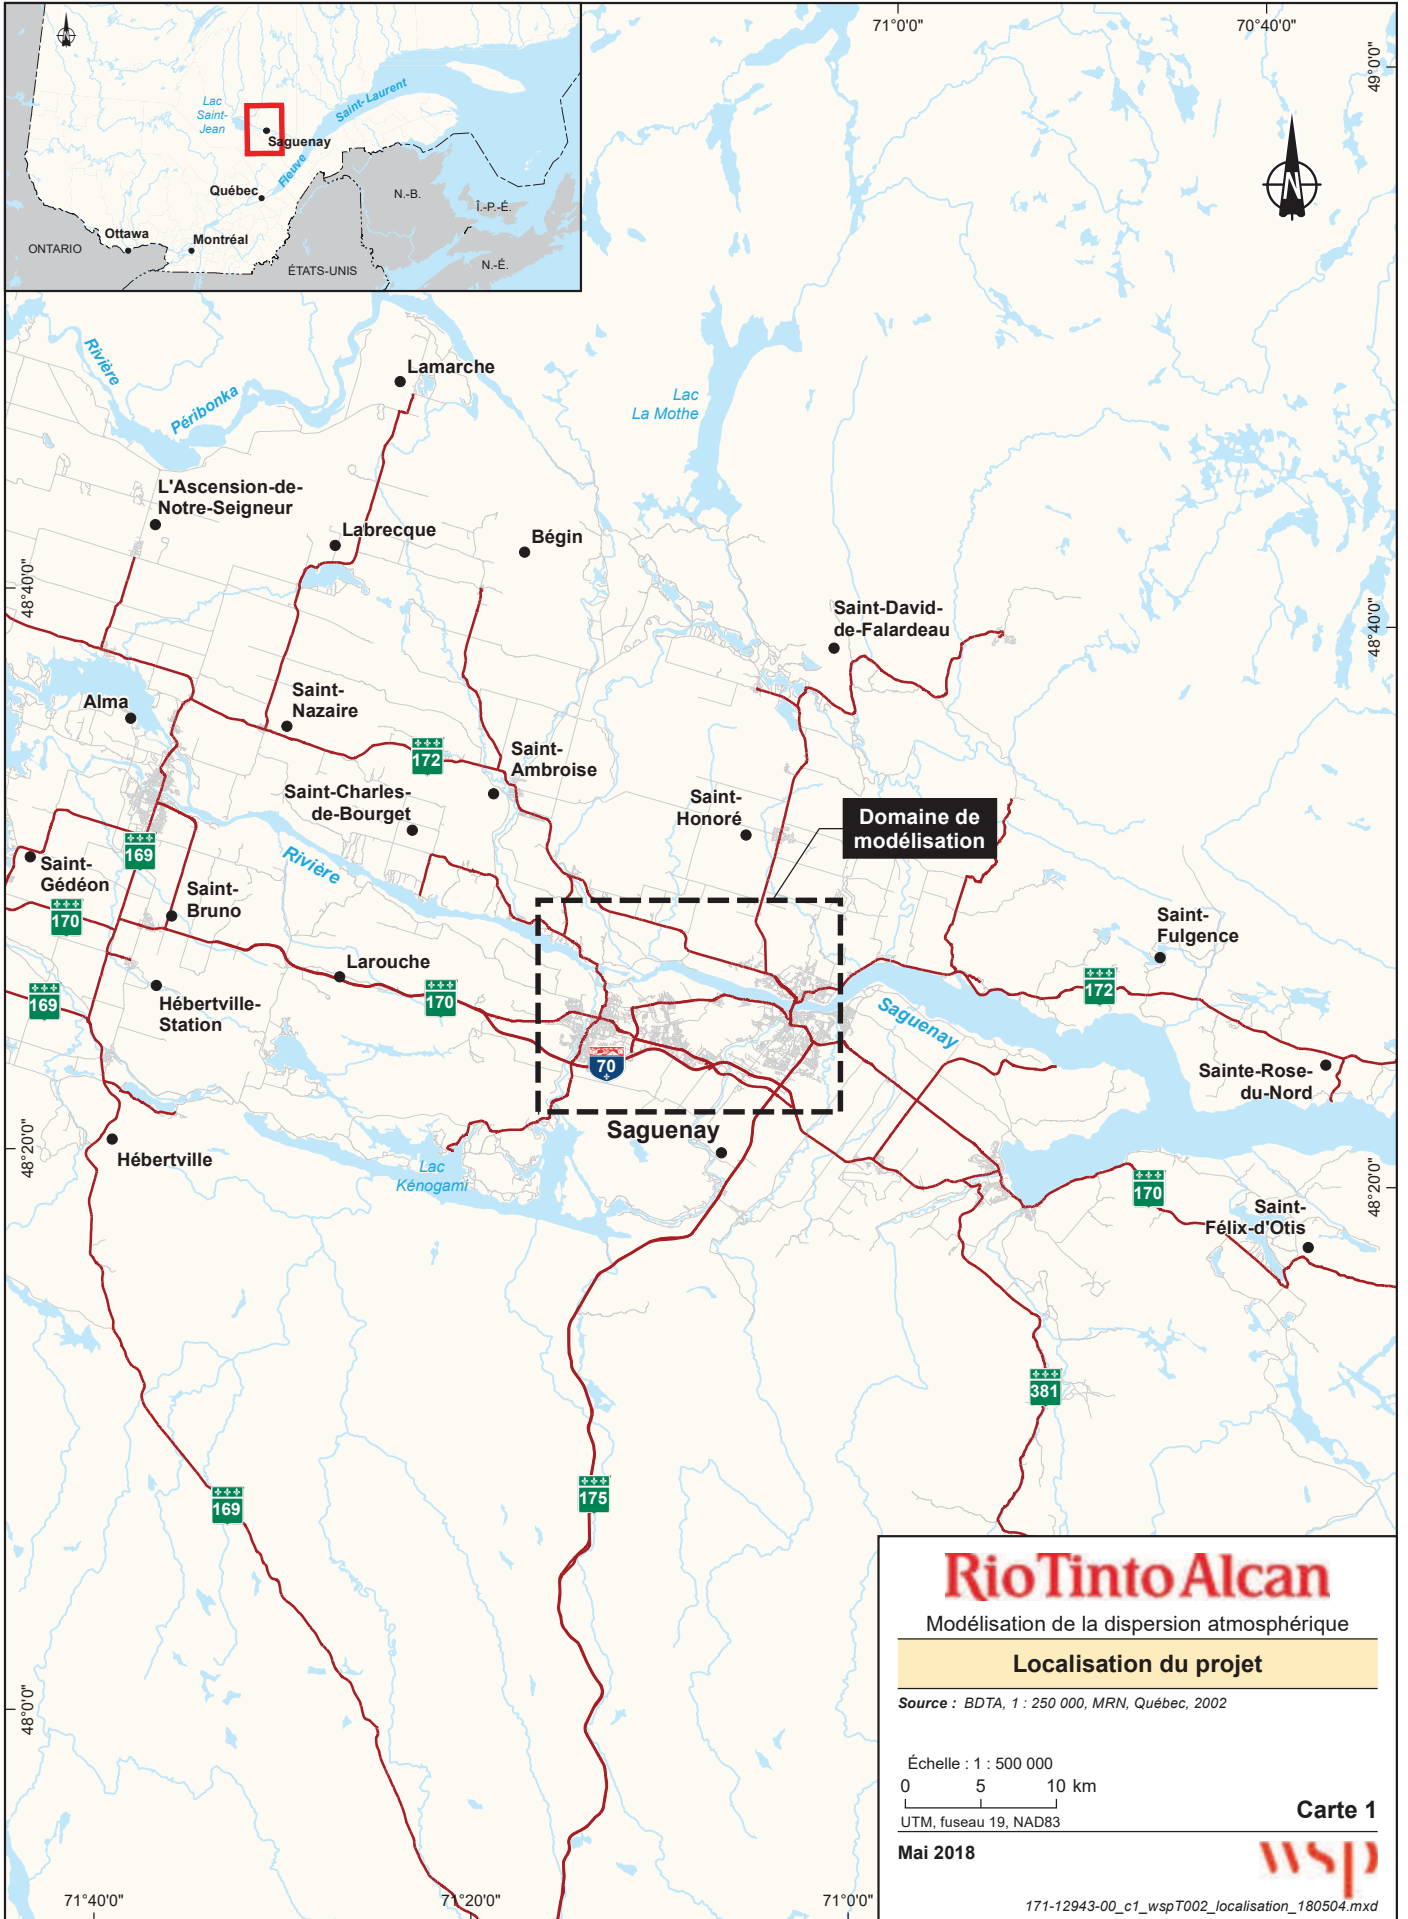 71°0'0"
70°40'0"
49°0'0"
Lac
Saint-
Jean
Saguenay
Saint-Laurent
Fleuve
Québec
Ottawa
Montréal
ONTARIO
ÉTATS-UNIS
N.-B.
Î.-P.-É.
N.-É.
N
Rivière
Péribonka
Lamarche
Lac
La Mothe
L'Ascension-de-
Notre-Seigneur
Labrecque
Bégin
48°40'0"
48°40'0"
Saint-David-
de-Falardeau
Alma
Saint-
Nazaire
172
Saint-
Ambroise
Saint-Charles-
de-Bourget
Saint-
Honoré
Domaine de
modélisation
169
Saint-
Gédéon
Rivière
Saint-
Bruno
170
Saint-
Fulgence
Larouche
169
Hébertville-
Station
170
172
Saguenay
70
Sainte-Rose-
du-Nord
Saguenay
48°20'0"
Hébertville
Lac
Kénogami
48°20'0"
170
Saint-
Félix-d'Otis
381
169
175
48°0'0"
RioTinto Alcan
Modélisation de la dispersion atmosphérique
Localisation du projet
Source : BDTA, 1 : 250 000, MRN, Québec, 2002
Échelle : 1 : 500 000
0 5 10 km
UTM, fuseau 19, NAD83
Carte 1
Mai 2018
wsp
171-12943-00_c1_wspT002_localisation_180504.mxd
71°40'0"
71°20'0"
71°0'0"